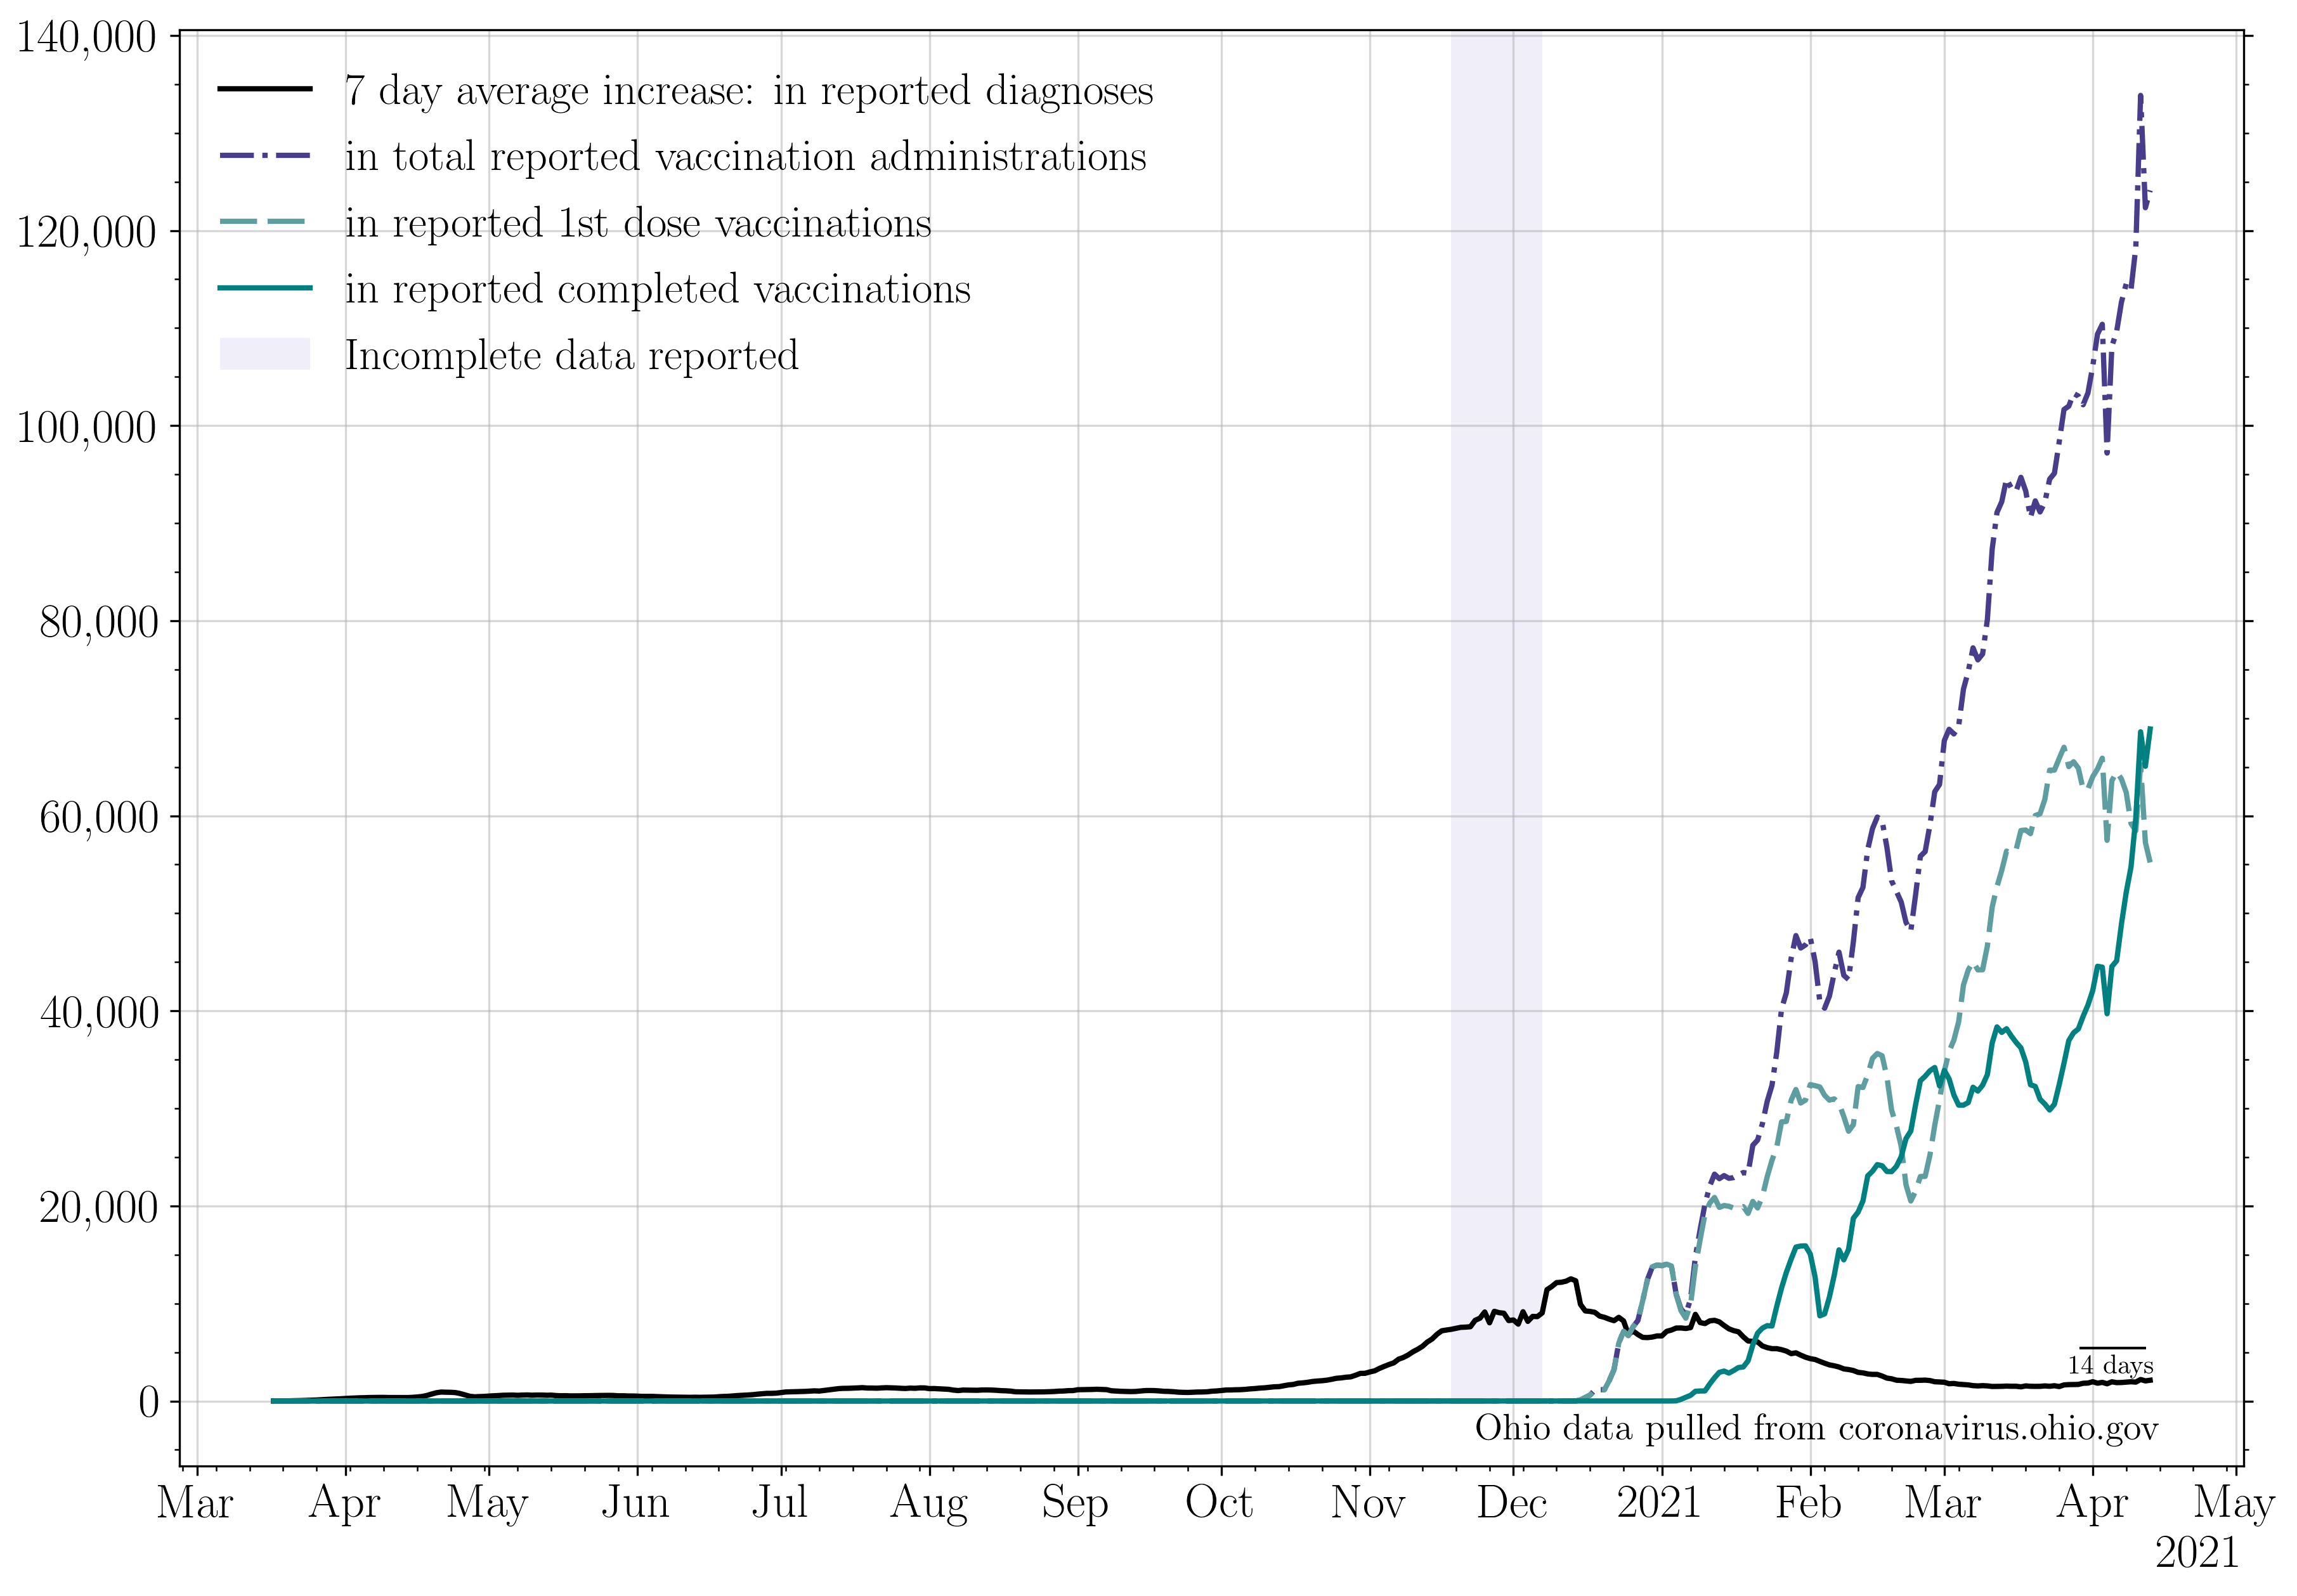 140,000
120,000
100,000
80,000
60,000
40,000
20,000
0
7 day average increase: in reported diagnoses
in total reported vaccination administrations
in reported 1st dose vaccinations
in reported completed vaccinations
Incomplete data reported
14 days
Ohio data pulled from coronavirus.ohio.gov
Mar Apr May Jun Jul Aug Sep Oct Nov Dec 2021 Feb Mar Apr May
2021